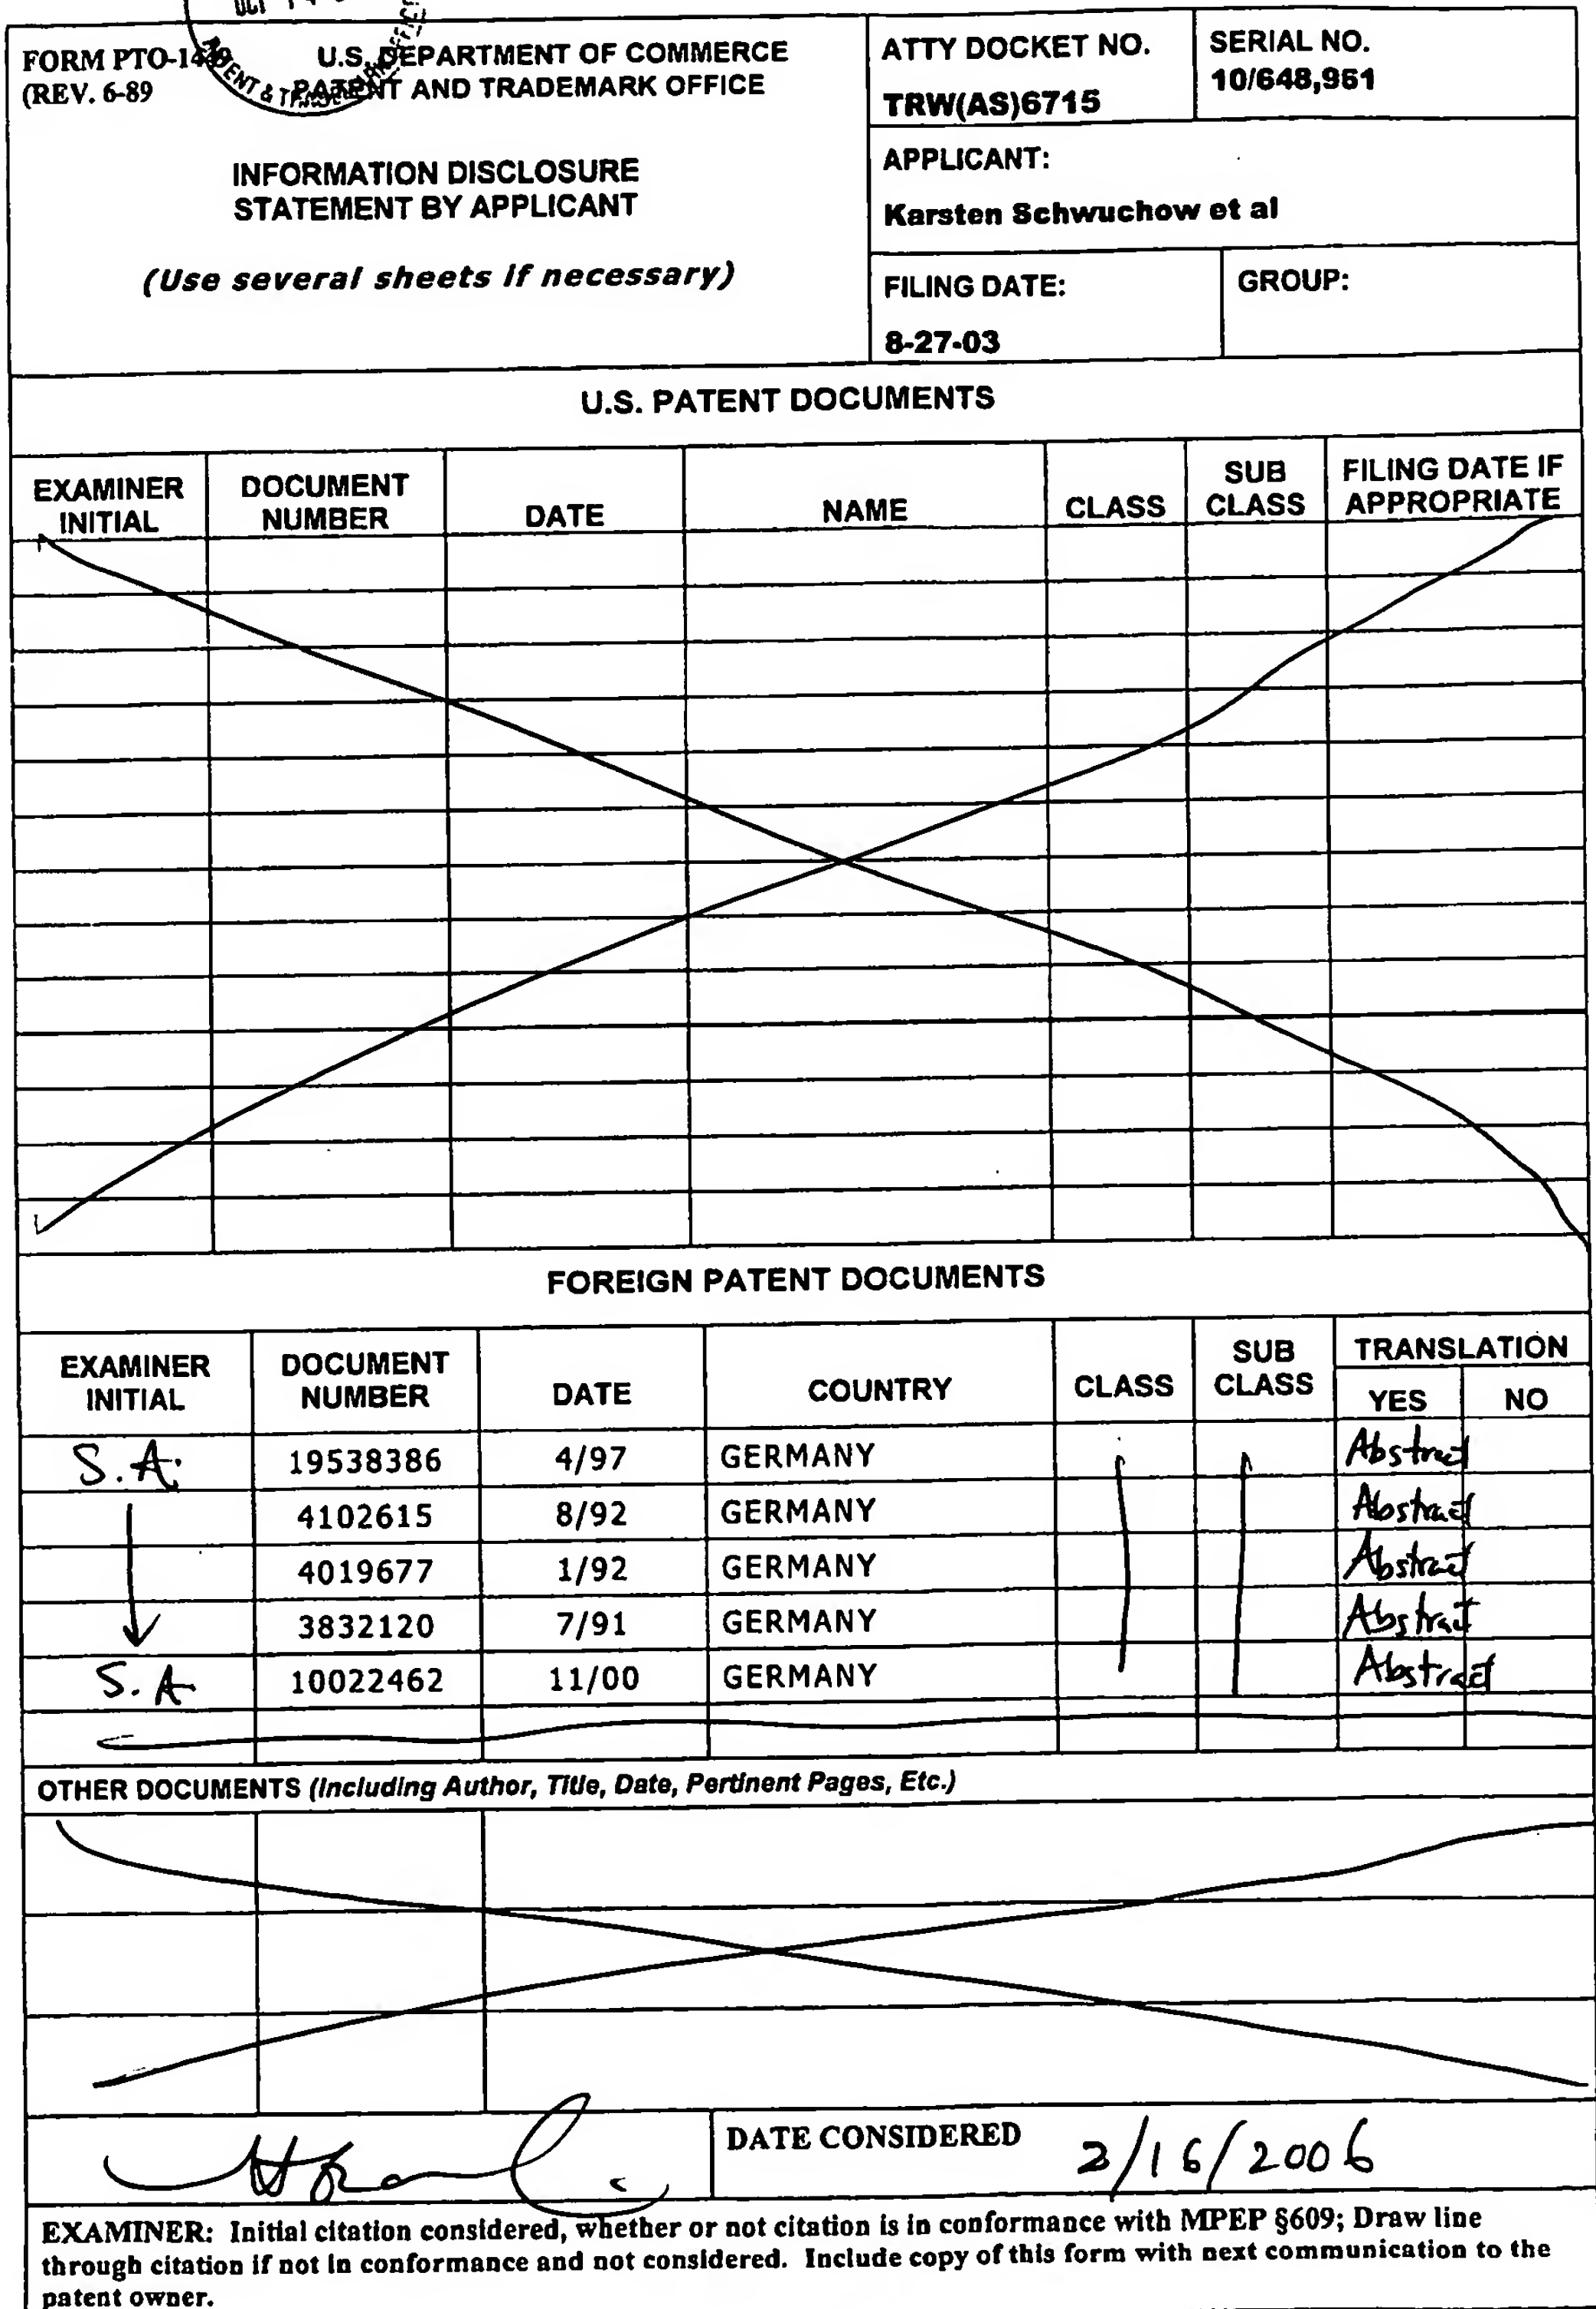 OCT
FORM PTO-1449 U.S. DEPARTMENT OF COMMERCE
(REV. 6-89 PATENT AND TRADEMARK OFFICE
INFORMATION DISCLOSURE
STATEMENT BY APPLICANT
(Use several sheets if necessary)
ATTY DOCKET NO.
TRW(AS)6715
SERIAL NO.
10/648,961
APPLICANT:
Karsten Schwuchow et al
FILING DATE:
8-27-03
GROUP:
U.S. PATENT DOCUMENTS
EXAMINER INITIAL DOCUMENT NUMBER DATE NAME CLASS SUB CLASS FILING DATE IF APPROPRIATE
FOREIGN PATENT DOCUMENTS
EXAMINER INITIAL DOCUMENT NUMBER DATE COUNTRY CLASS SUB CLASS TRANSLATION YES NO
S.A. 19538386 4/97 GERMANY Abstract
4102615 8/92 GERMANY Abstract
4019677 1/92 GERMANY Abstract
3832120 7/91 GERMANY Abstract
S.A 10022462 11/00 GERMANY Abstract
OTHER DOCUMENTS (Including Author, Title, Date, Pertinent Pages, Etc.)
DATE CONSIDERED 2/16/2006
EXAMINER: Initial citation considered, whether or not citation is in conformance with MPEP §609; Draw line
through citation if not in conformance and not considered. Include copy of this form with next communication to the
patent owner.